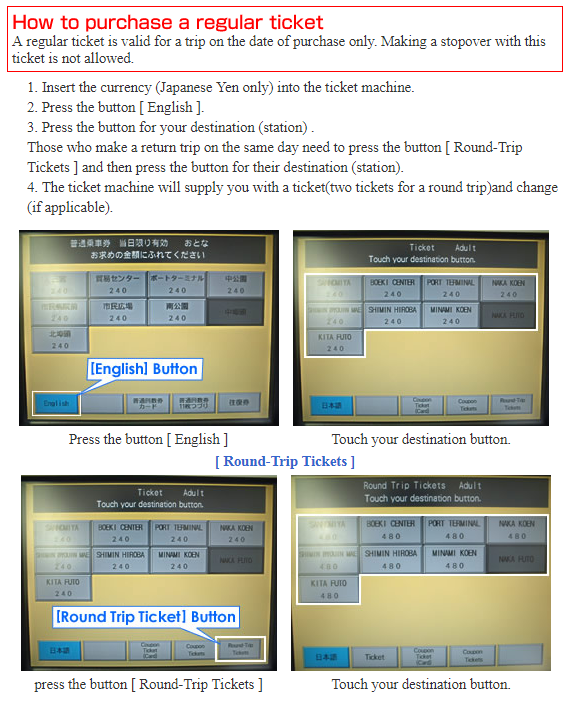 How to purchase a regular ticket
A regular ticket is valid for a trip on the date of purchase only. Making a stopover with this
ticket is not allowed.
1. Insert the currency (Japanese Yen only) into the ticket machine.
2. Press the button [ English ].
3. Press the button for your destination (station) .
Those who make a return trip on the same day need to press the button [ Round-Trip
Tickets ] and then press the button for their destination (station).
4. The ticket machine will supply you with a ticket(two tickets for a round trip)and change
(if applicable).
普通乗車券 当日限り有効 おとな
お求めの金額にふれてください
貿易センター ポートターミナル 中公園
240 240 240 240
市民広場 南公園 中埠頭
240 240 240
北埠頭
240
[English] Button
English 普通回数券カード 普通回数券11枚つづり 往復券
Press the button [ English ]
Ticket Adult
Touch your destination button.
SANNOMIYA BOEKI CENTER PORT TERMINAL NAKA KOEN
240 240 240 240
SHIMIN HIROBA MINAMI KOEN NAKA FUTO
240 240 240
KITA FUTO
240
日本語 Coupon Ticket (Card) Coupon Tickets Round Trip Tickets
Touch your destination button.
[ Round-Trip Tickets ]
Ticket Adult
Touch your destination button.
SANNOMIYA BOEKI CENTER PORT TERMINAL NAKA KOEN
240 240 240 240
SHIMIN HIROBA MINAMI KOEN NAKA FUTO
240 240 240
KITA FUTO
240
[Round Trip Ticket] Button
日本語 Coupon Ticket (Card) Coupon Tickets Round Trip Tickets
press the button [ Round-Trip Tickets ]
Round Trip Tickets Adult
Touch your destination button.
SANNOMIYA BOEKI CENTER PORT TERMINAL NAKA KOEN
480 480 480 480
SHIMIN HIROBA MINAMI KOEN NAKA FUTO
480 480 480
KITA FUTO
480
日本語 Ticket Coupon Ticket (Card) Coupon Tickets
Touch your destination button.